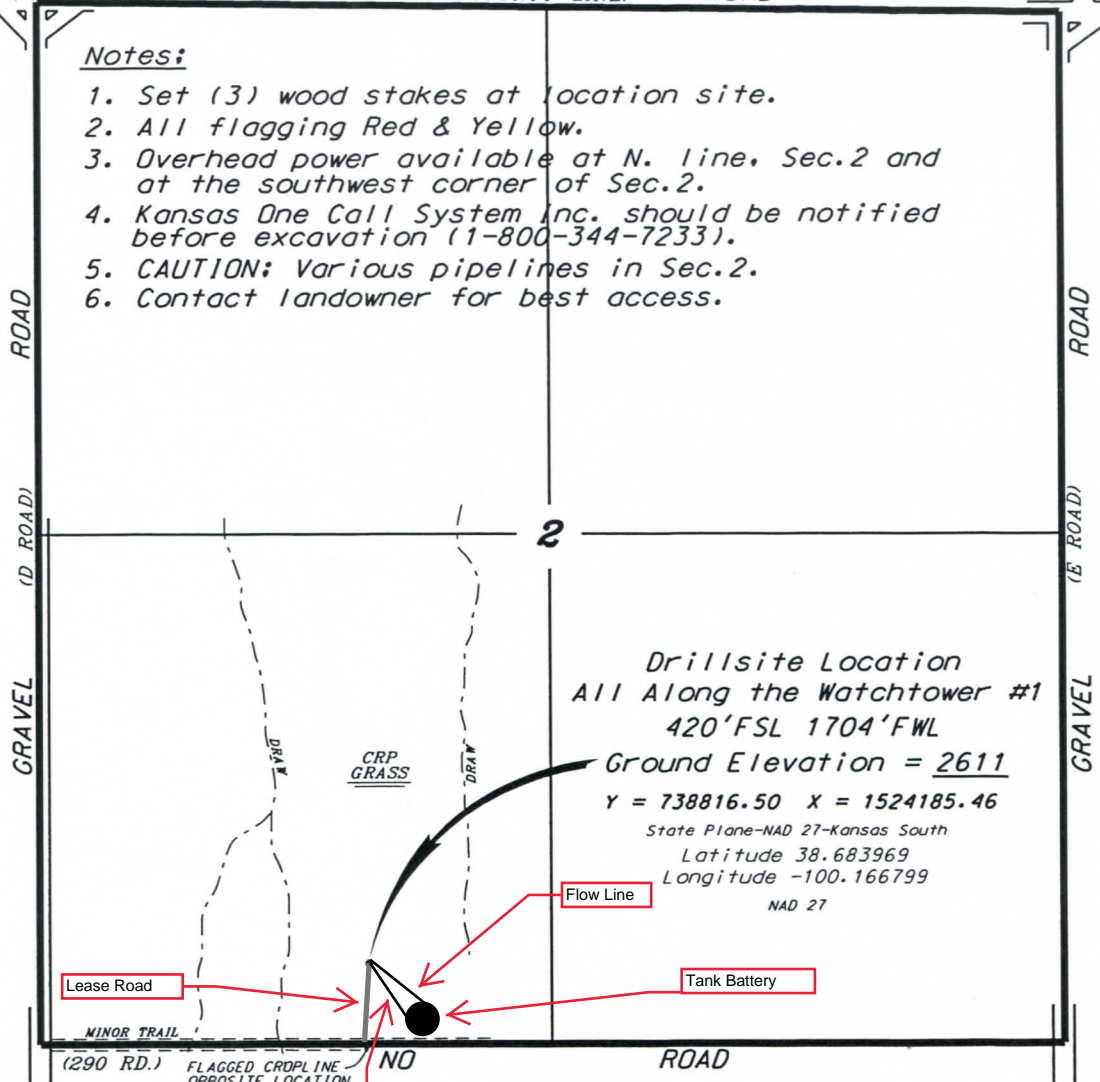 Notes:
1. Set (3) wood stakes at location site.
2. All flagging Red & Yellow.
3. Overhead power available at N. line, Sec.2 and
at the southwest corner of Sec.2.
4. Kansas One Call System Inc. should be notified
before excavation (1-800-344-7233).
5. CAUTION: Various pipelines in Sec.2.
6. Contact landowner for best access.
ROAD
ROAD
(D ROAD)
2
(E ROAD)
GRAVEL
GRAVEL
Drillsite Location
All Along the Watchtower #1
420'FSL 1704'FWL
Ground Elevation = 2611
Y = 738816.50 X = 1524185.46
State Plane-NAD 27-Kansas South
Latitude 38.683969
Longitude -100.166799
NAD 27
DRAW
CRP
GRASS
DRAW
Flow Line
Lease Road
Tank Battery
MINOR TRAIL
(290 RD.)
NO
ROAD
FLAGGED CROPLINE
OPPOSITE LOCATION